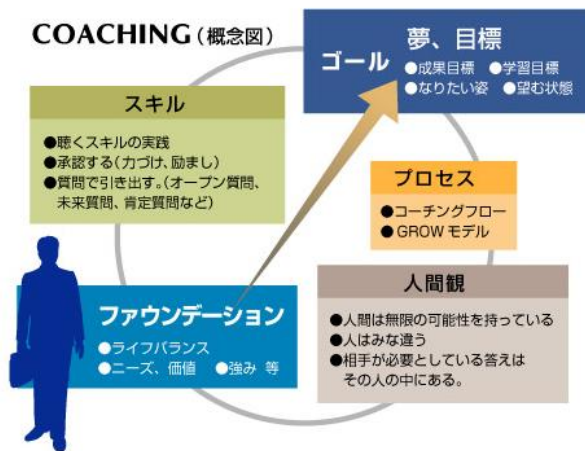 COACHING(概念図)
ゴール
夢、目標
●成果目標 ●学習目標
●なりたい姿 ●望む状態
スキル
●聴くスキルの実践
●承認する(力づけ、励まし)
●質問で引き出す。(オープン質問、
未来質問、肯定質問など)
プロセス
●コーチングフロー
●GROWモデル
ファウンデーション
●ライフバランス
●ニーズ、価値 ●強み 等
人間観
●人間は無限の可能性を持っている
●人はみな違う
●相手が必要としている答えは
その人の中にある。